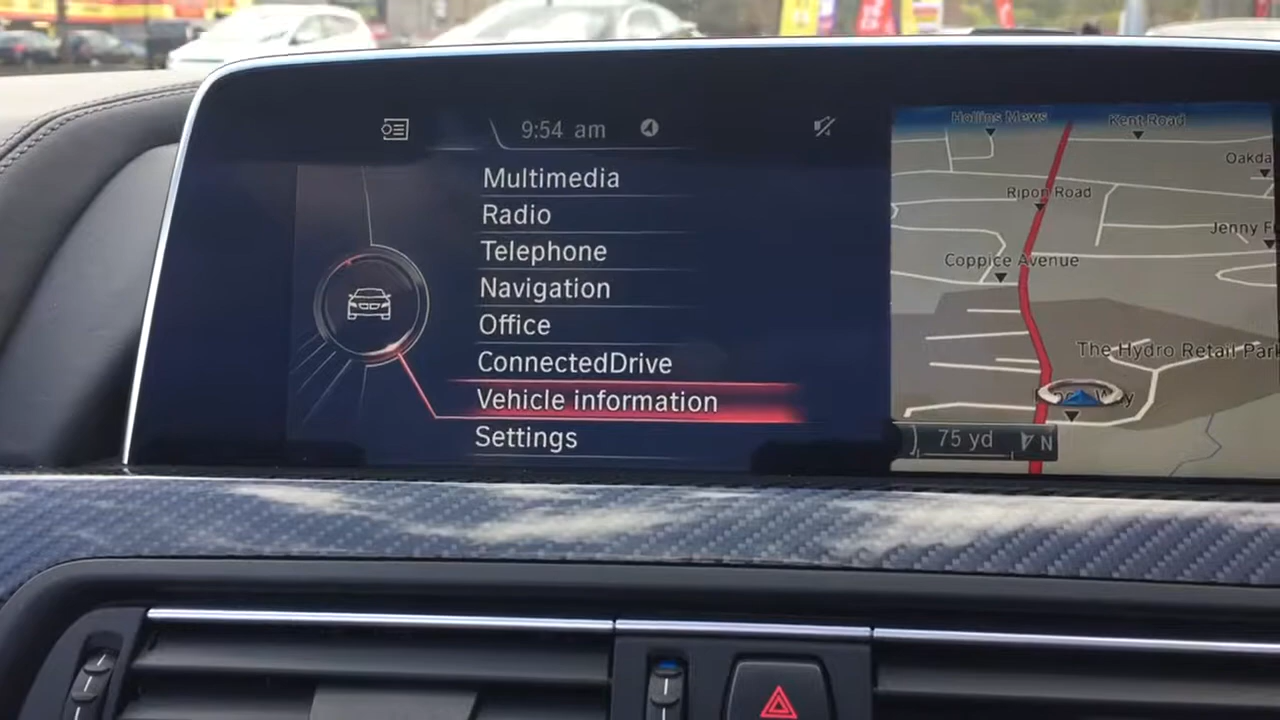 9:54 am
Multimedia
Radio
Telephone
Navigation
Office
ConnectedDrive
Vehicle information
Settings
Hollins Mews
Kent Road
Oakda
Ripon Road
Jenny F
Coppice Avenue
The Hydro Retail Park
75 yd
N